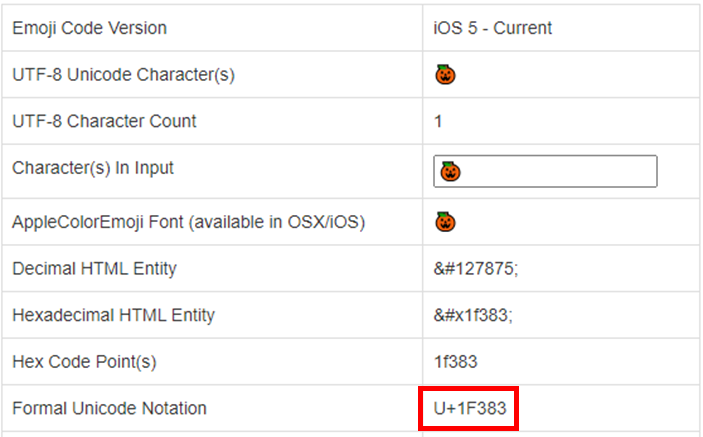 Emoji Code Version iOS 5 - Current
UTF-8 Unicode Character(s) 🎃
UTF-8 Character Count 1
Character(s) In Input 🎃
AppleColorEmoji Font (available in OSX/iOS) 🎃
Decimal HTML Entity &#127875;
Hexadecimal HTML Entity &#x1f383;
Hex Code Point(s) 1f383
Formal Unicode Notation U+1F383